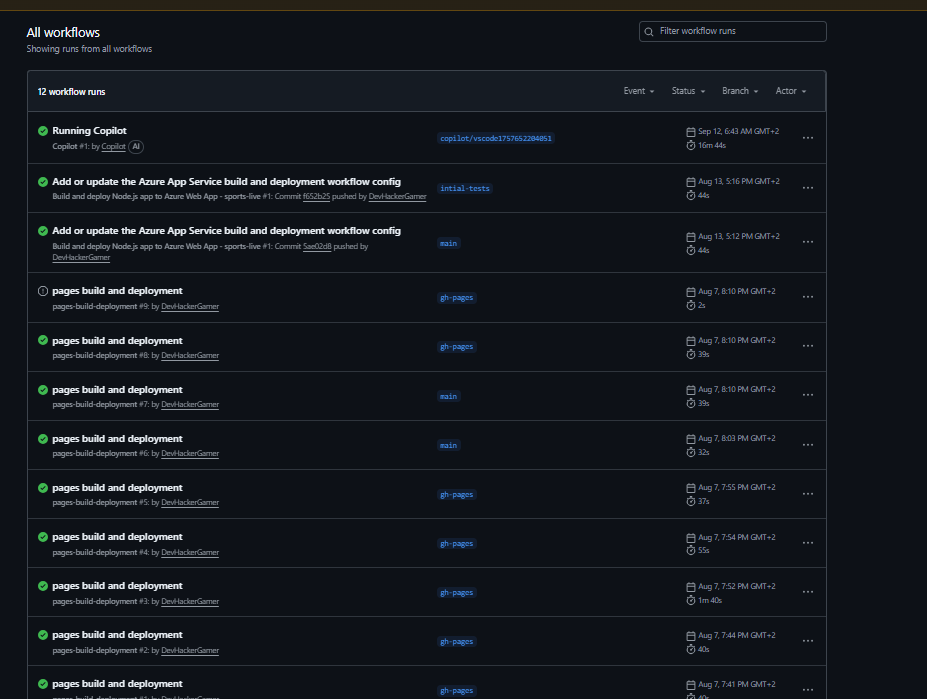 All workflows
Filter workflow runs
Showing runs from all workflows
12 workflow runs
Event
Status
Branch
Actor
Running Copilot
Copilot #1: by Copilot AI
copilot/vscode1757652204051
Sep 12, 6:43 AM GMT+2
16m 44s
Add or update the Azure App Service build and deployment workflow config
Build and deploy Node.js app to Azure Web App - sports-live #1: Commit f652b25 pushed by DevHackerGamer
intial-tests
Aug 13, 5:16 PM GMT+2
44s
Add or update the Azure App Service build and deployment workflow config
Build and deploy Node.js app to Azure Web App - sports-live #1: Commit 5ae02d8 pushed by
DevHackerGamer
main
Aug 13, 5:12 PM GMT+2
44s
pages build and deployment
pages-build-deployment #9: by DevHackerGamer
gh-pages
Aug 7, 8:10 PM GMT+2
2s
pages build and deployment
pages-build-deployment #8: by DevHackerGamer
gh-pages
Aug 7, 8:10 PM GMT+2
39s
pages build and deployment
pages-build-deployment #7: by DevHackerGamer
main
Aug 7, 8:10 PM GMT+2
39s
pages build and deployment
pages-build-deployment #6: by DevHackerGamer
main
Aug 7, 8:03 PM GMT+2
32s
pages build and deployment
pages-build-deployment #5: by DevHackerGamer
gh-pages
Aug 7, 7:55 PM GMT+2
37s
pages build and deployment
pages-build-deployment #4: by DevHackerGamer
gh-pages
Aug 7, 7:54 PM GMT+2
55s
pages build and deployment
pages-build-deployment #3: by DevHackerGamer
gh-pages
Aug 7, 7:52 PM GMT+2
1m 40s
pages build and deployment
pages-build-deployment #2: by DevHackerGamer
gh-pages
Aug 7, 7:44 PM GMT+2
40s
pages build and deployment
gh-pages
Aug 7, 7:41 PM GMT+2